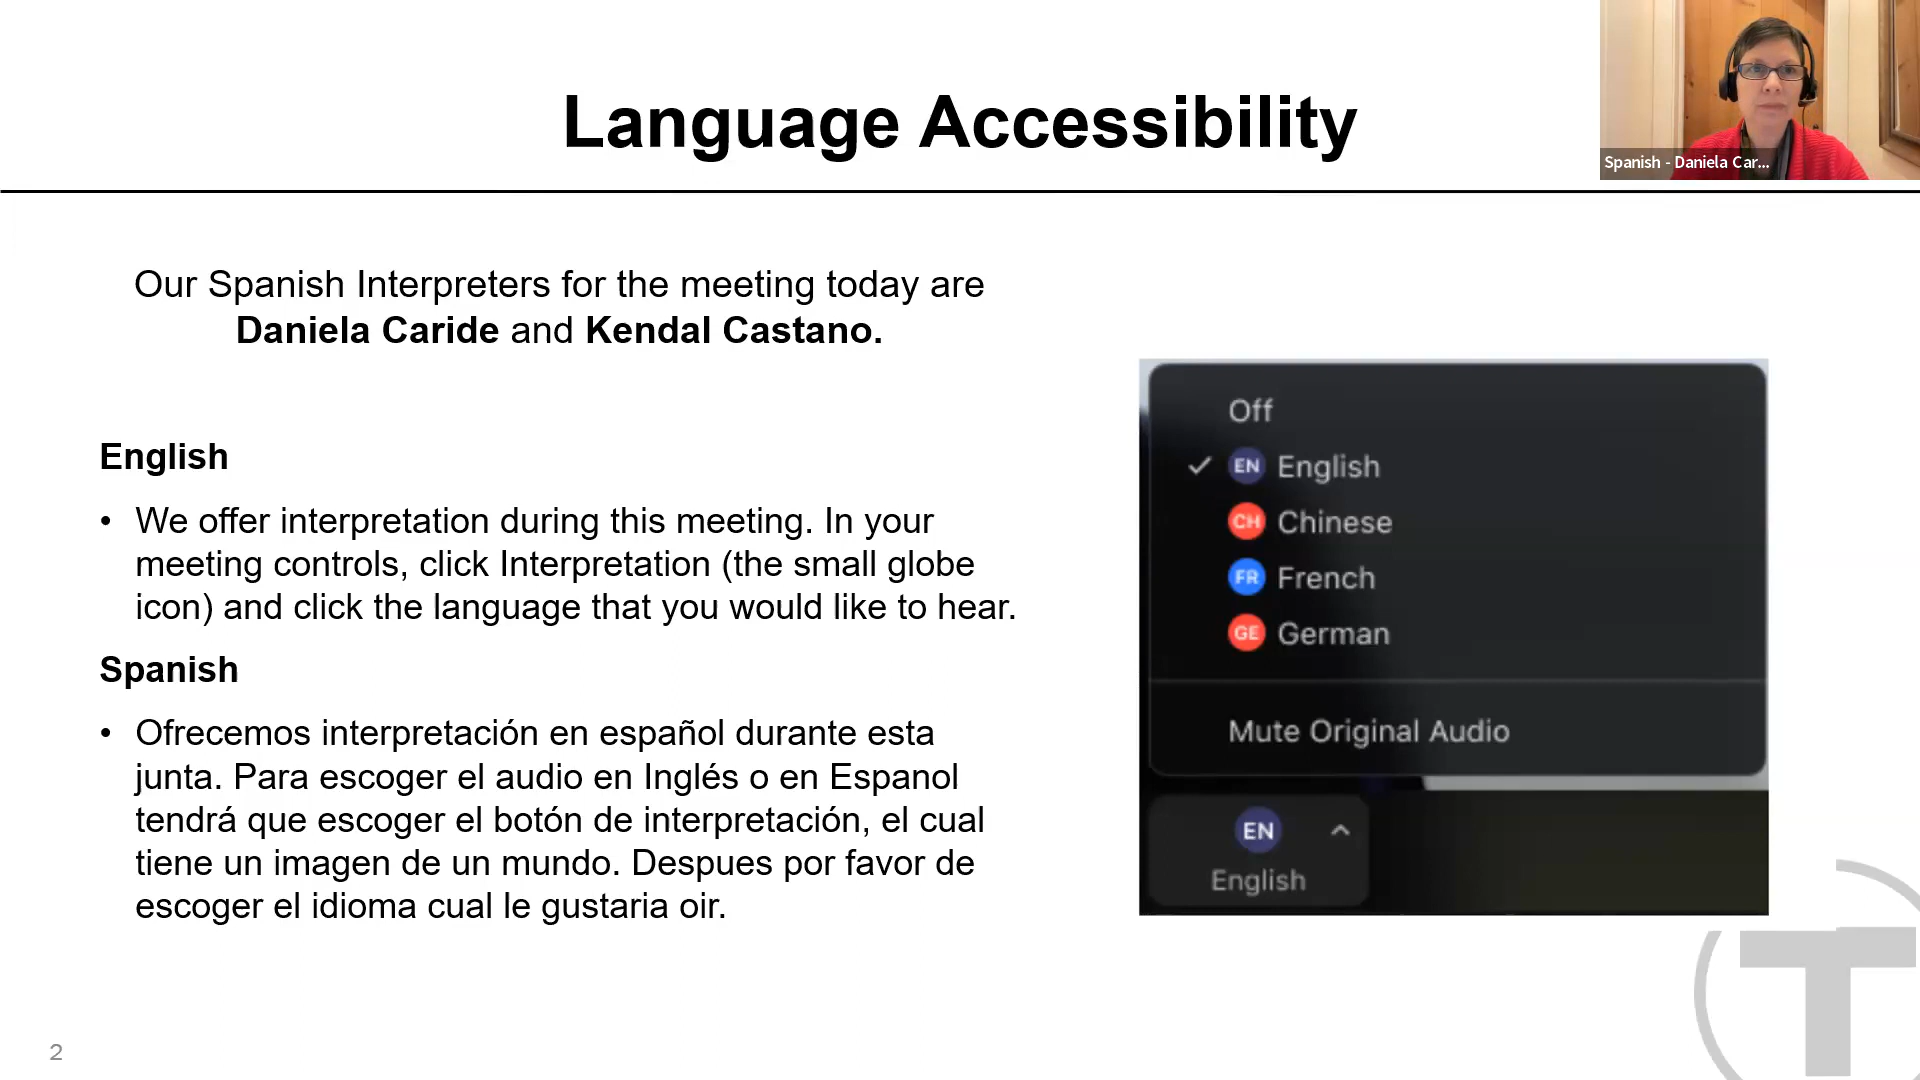 Language Accessibility
Spanish - Daniela Car...
Our Spanish Interpreters for the meeting today are
Daniela Caride and Kendal Castano.
English
• We offer interpretation during this meeting. In your
meeting controls, click Interpretation (the small globe
icon) and click the language that you would like to hear.
Spanish
• Ofrecemos interpretación en español durante esta
junta. Para escoger el audio en Inglés o en Espanol
tendrá que escoger el botón de interpretación, el cual
tiene un imagen de un mundo. Despues por favor de
escoger el idioma cual le gustaria oir.
Off
EN English
CH Chinese
FR French
GE German
Mute Original Audio
EN
English
T
2